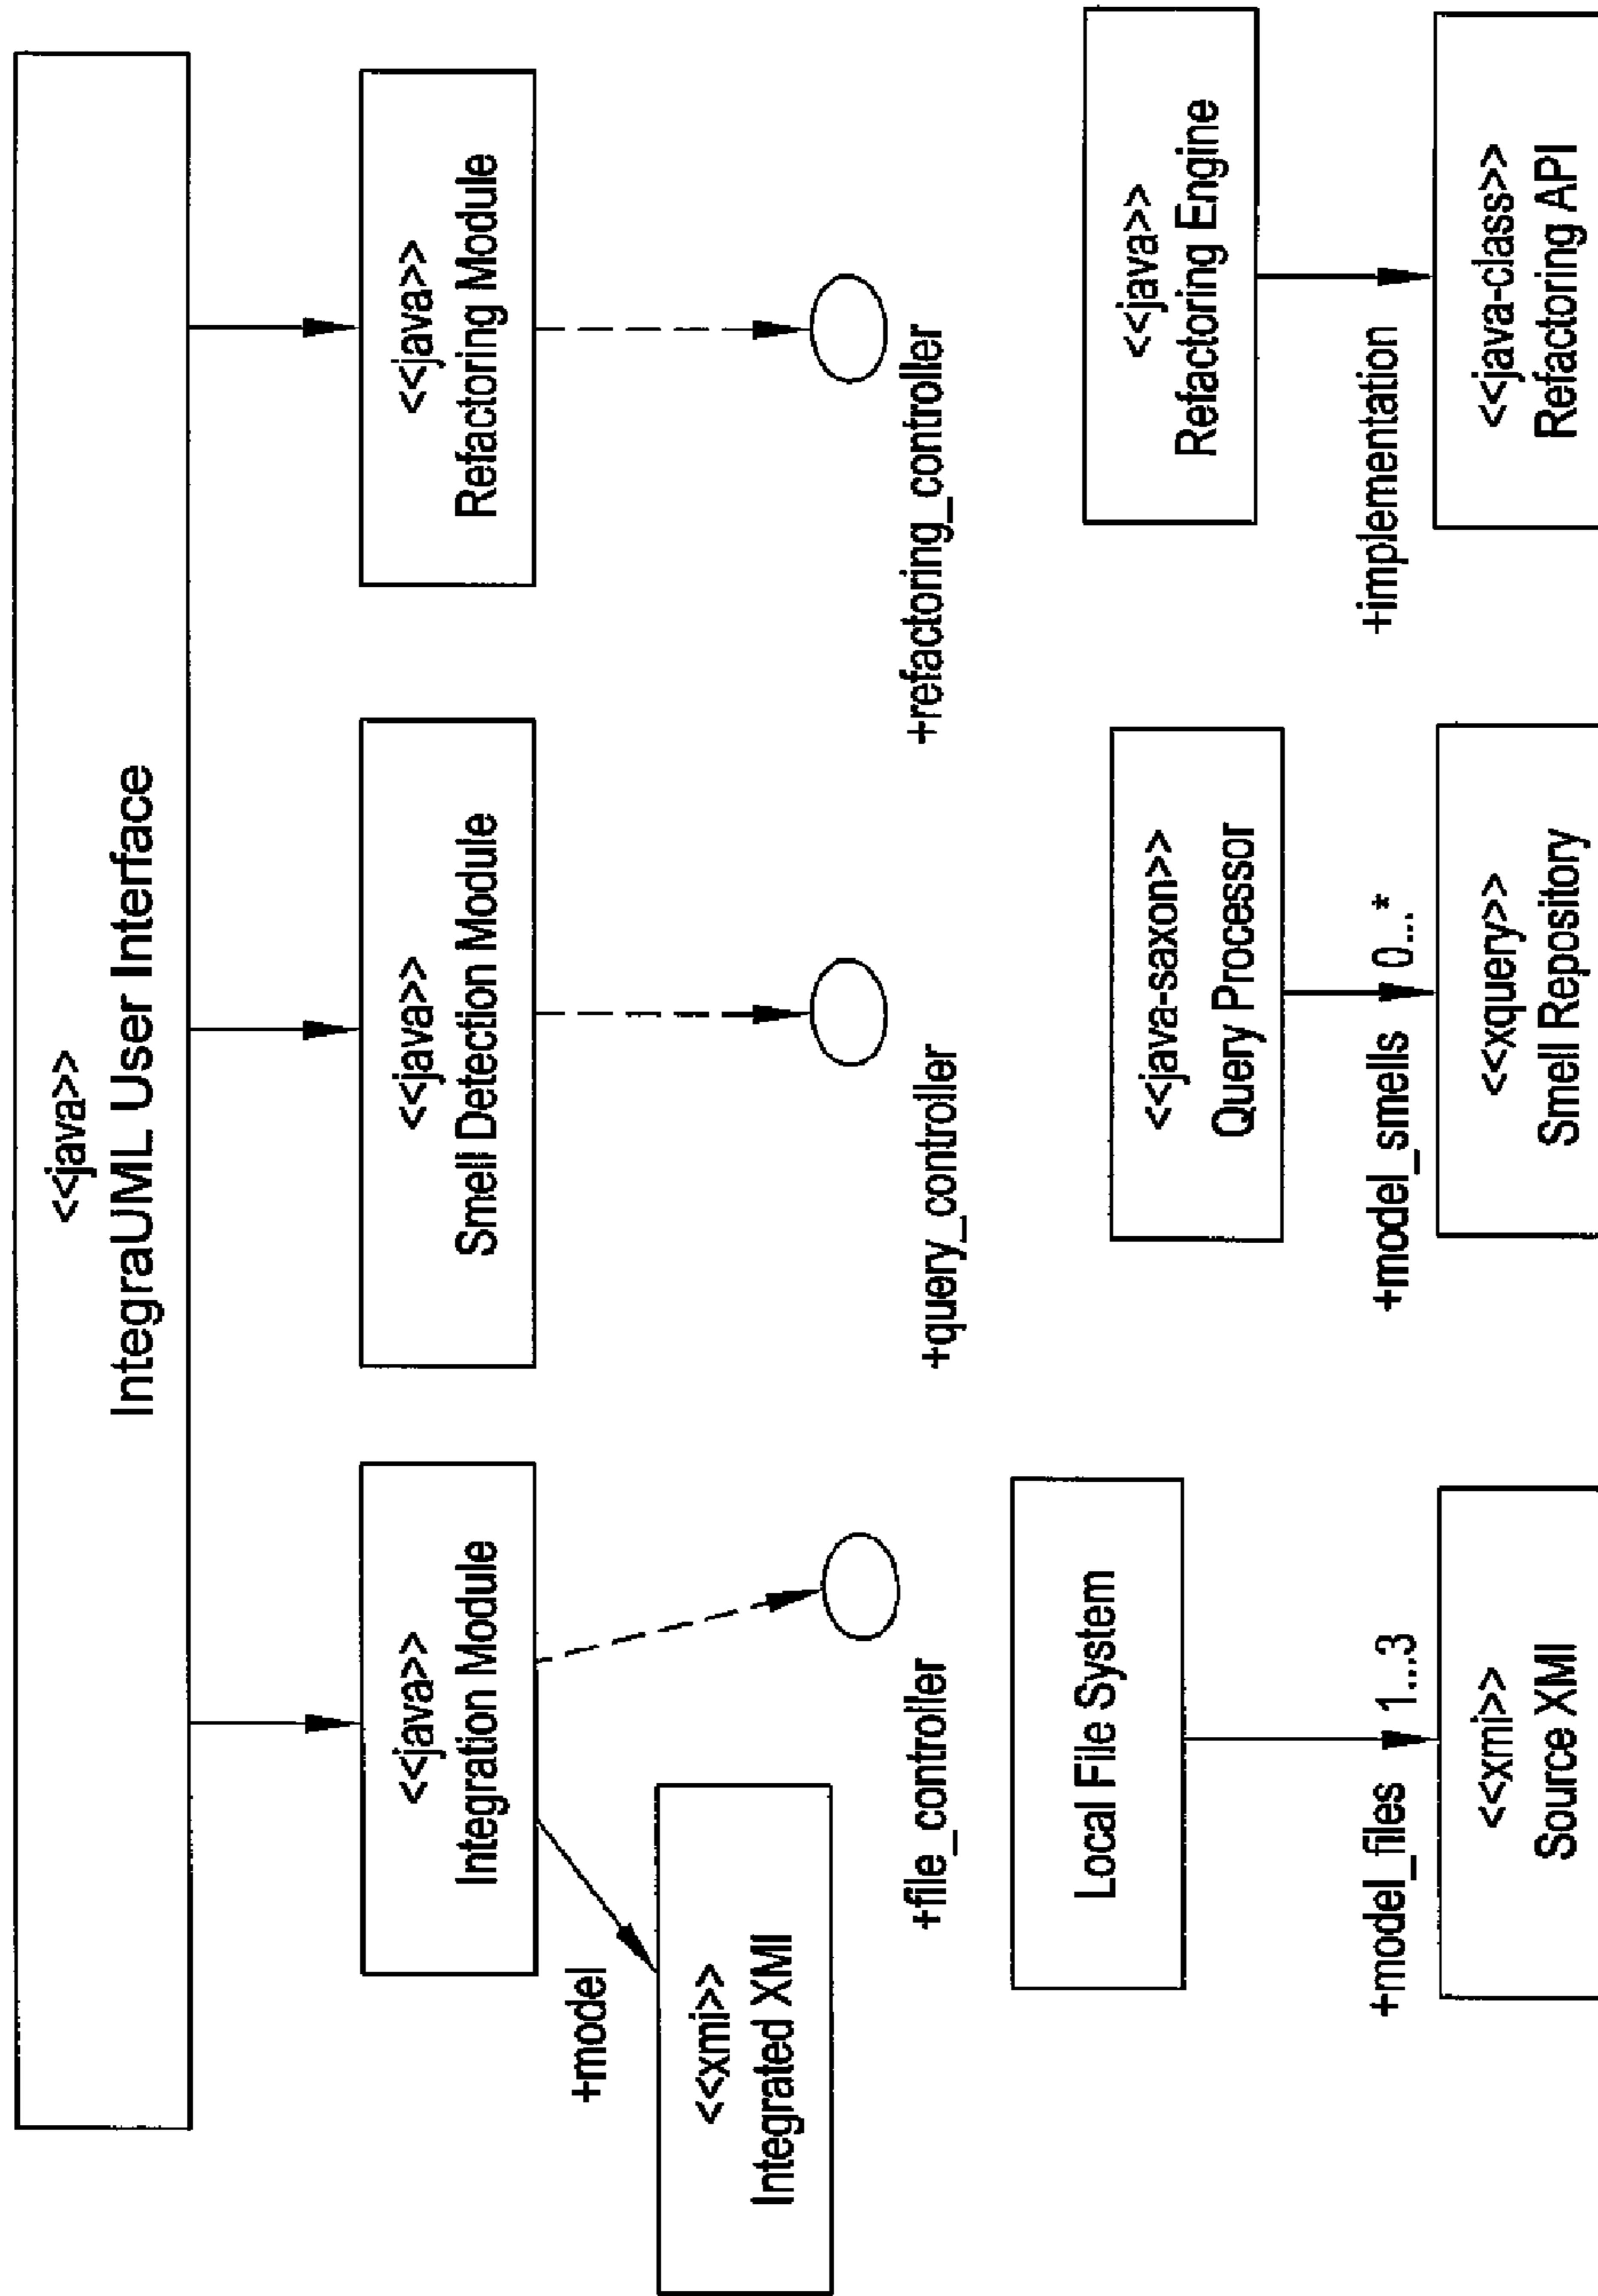 <<java>>
IntegraUML User Interface
<<java>>
Integration Module
<<java>>
Smell Detection Module
<<java>>
Refactoring Module
+model
<<xmi>>
Integrated XMI
+file_controller
+query_controller
+refactoring_controller
Local File System
<<java-saxon>>
Query Processor
<<java>>
Refactoring Engine
+model_files 1...3
+model_smells 0...*
+implementation
<<xmi>>
Source XMI
<<xquery>>
Smell Repository
<<java-class>>
Refactoring API